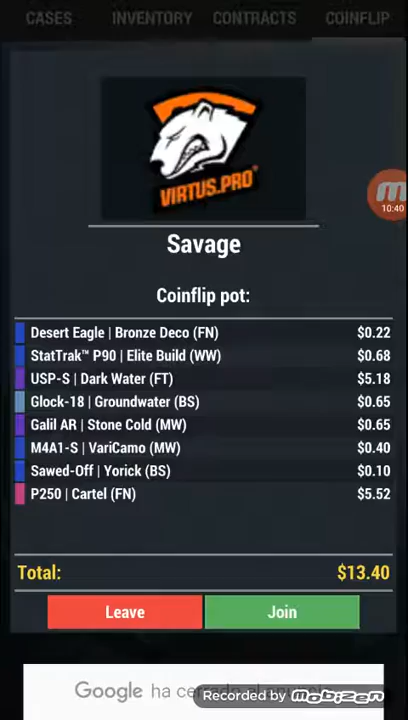 CASES INVENTORY CONTRACTS COINFLIP
VIRTUS.PRO
10:40
Savage
Coinflip pot:
Desert Eagle | Bronze Deco (FN) $0.22
StatTrak™ P90 | Elite Build (WW) $0.68
USP-S | Dark Water (FT) $5.18
Glock-18 | Groundwater (BS) $0.65
Galil AR | Stone Cold (MW) $0.65
M4A1-S | VariCamo (MW) $0.40
Sawed-Off | Yorick (BS) $0.10
P250 | Cartel (FN) $5.52
Total: $13.40
Leave Join
Google ha
Recorded by mobizen